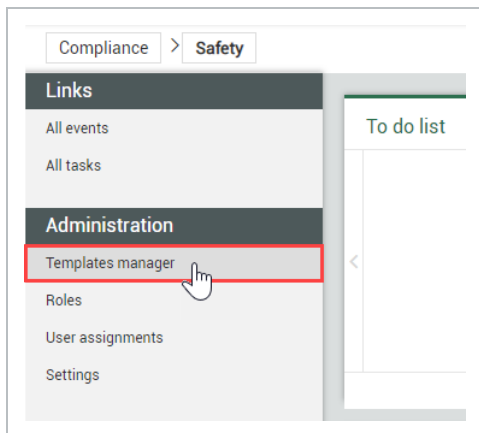 Compliance > Safety
Links
All events
All tasks
To do list
Administration
Templates manager
Roles
User assignments
Settings